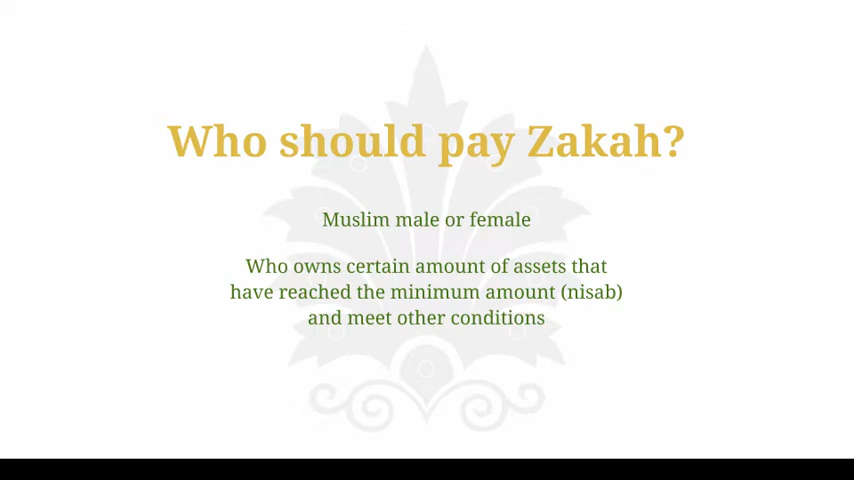 Who should pay Zakah?
Muslim male or female
Who owns certain amount of assets that
have reached the minimum amount (nisab)
and meet other conditions